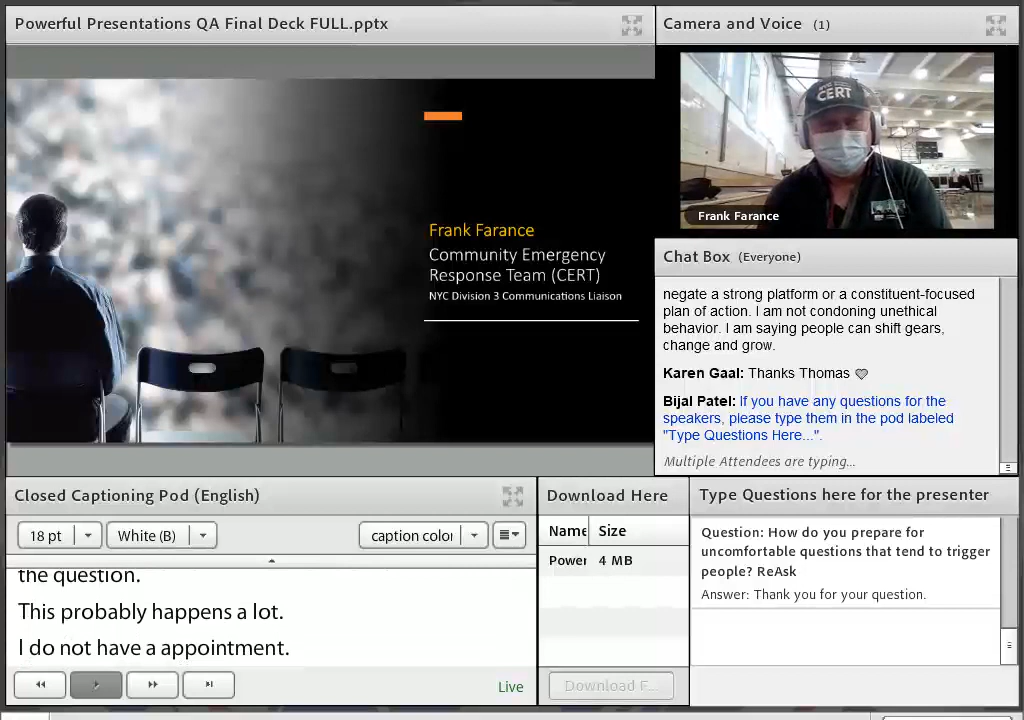 Powerful Presentations QA Final Deck FULL.pptx
Camera and Voice (1)
CERT
Frank Farance
Frank Farance
Community Emergency
Response Team (CERT)
NYC Division 3 Communications Liaison
Chat Box (Everyone)
negate a strong platform or a constituent-focused
plan of action. I am not condoning unethical
behavior. I am saying people can shift gears,
change and grow.
Karen Gaal: Thanks Thomas
Bijal Patel: If you have any questions for the
speakers, please type them in the pod labeled
"Type Questions Here...".
Multiple Attendees are typing...
Closed Captioning Pod (English)
18 pt
White (B)
caption colo
the question.
This probably happens a lot.
I do not have a appointment.
Live
Download Here
Name Size
Power 4 MB
Download F...
Type Questions here for the presenter
Question: How do you prepare for
uncomfortable questions that tend to trigger
people? ReAsk
Answer: Thank you for your question.